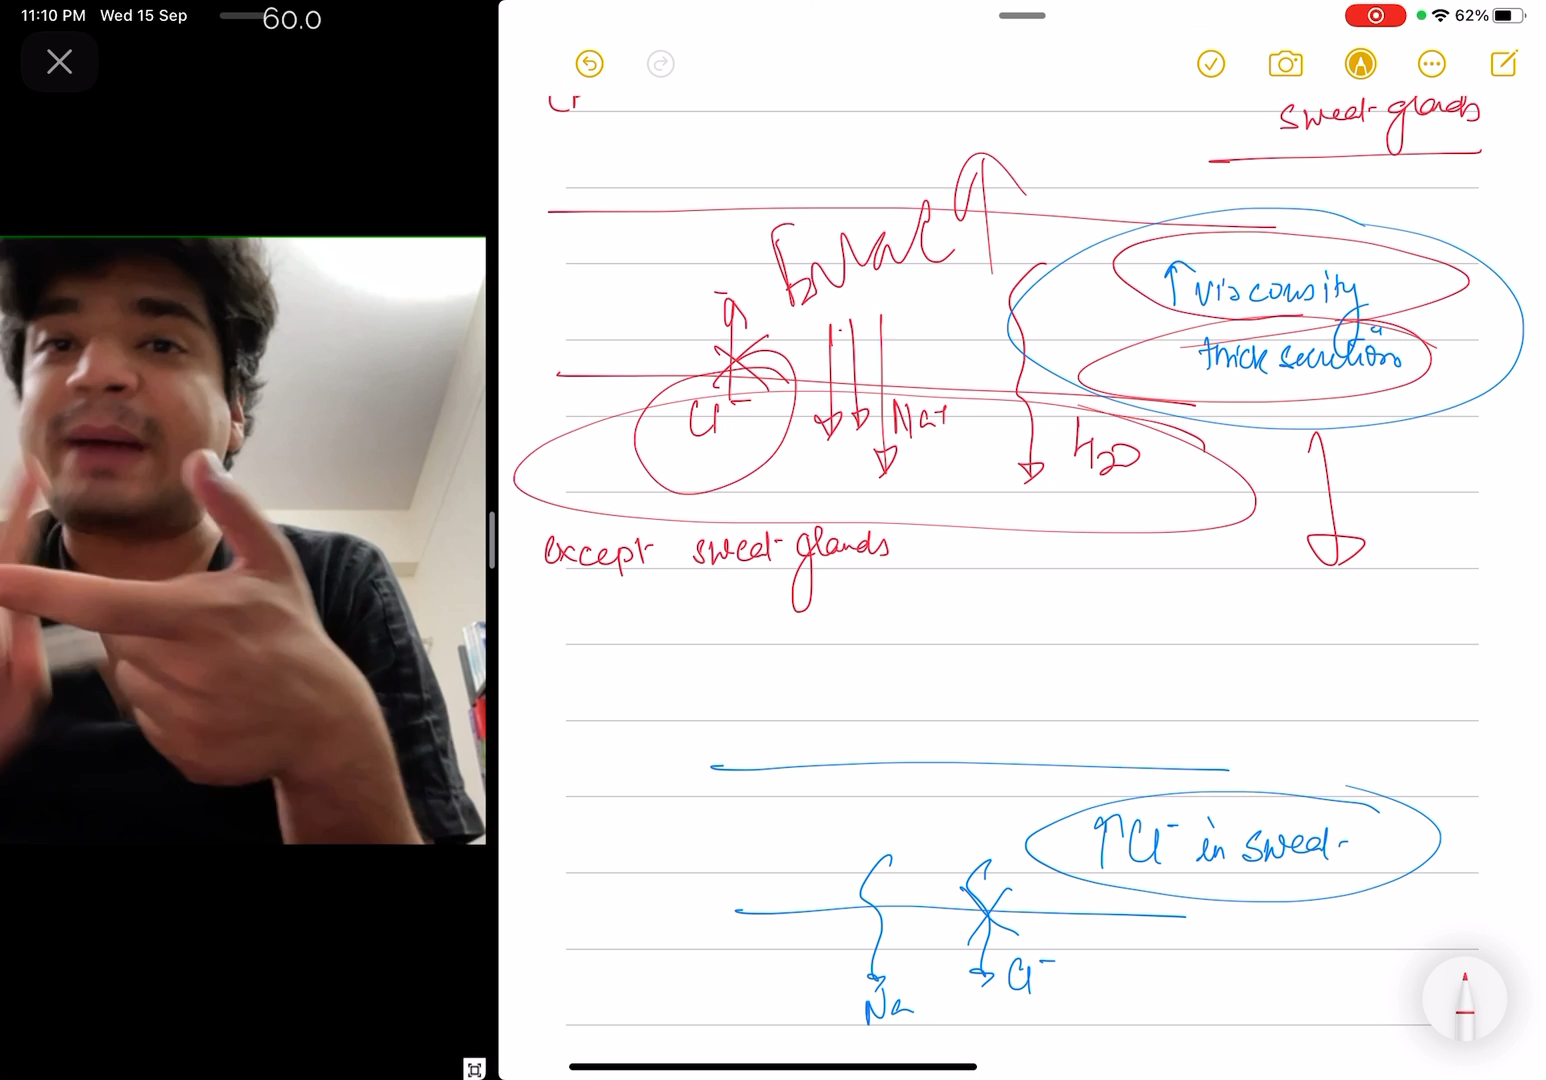 11:10 PM Wed 15 Sep
60.0
62%
sweat glands
ENaC ↑
↑ viscousity
thick secretions
Cl⁻
Na+
H2O
except sweat glands
↑ Cl⁻ in sweat
Cl⁻
Na